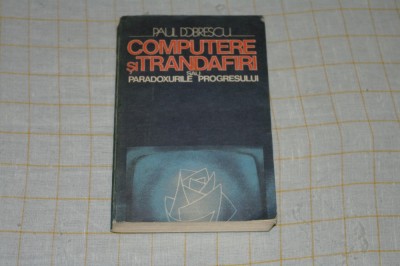 PAUL DOBRESCU
COMPUTERE
ȘI TRANDAFIRI
SAU
PARADOXURILE PROGRESULUI